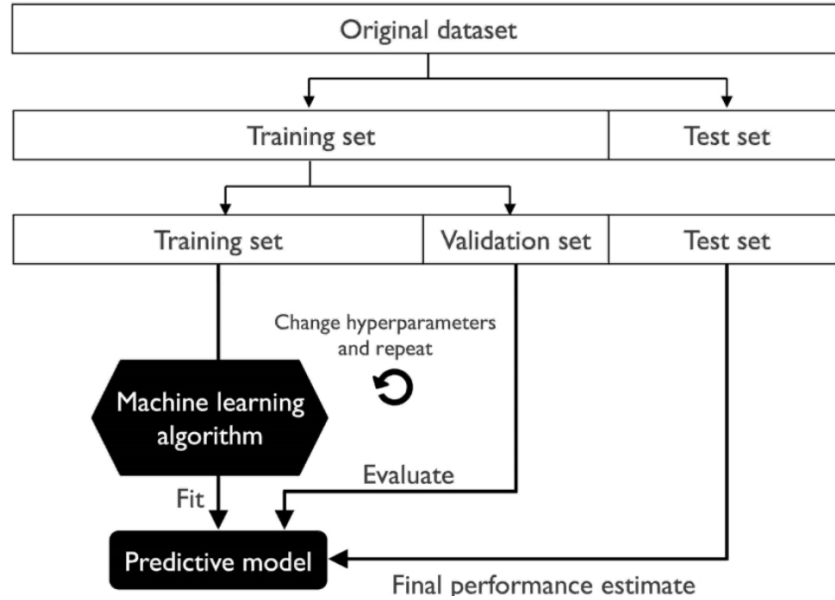 Original dataset
Training set
Test set
Training set
Validation set
Test set
Change hyperparameters
and repeat
Machine learning
algorithm
Evaluate
Fit
Predictive model
Final performance estimate